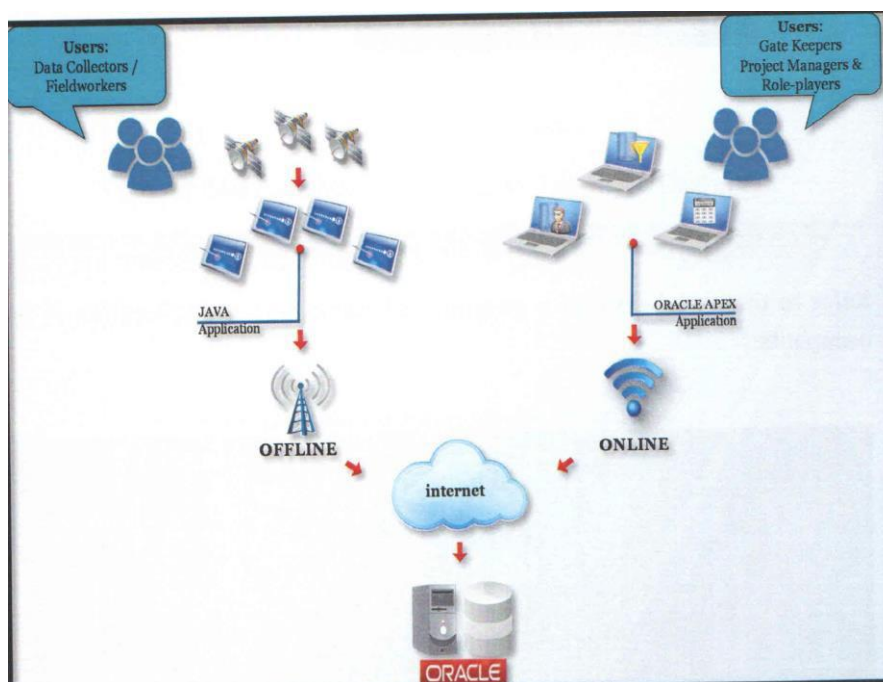 Users:
Data Collectors /
Fieldworkers
Users:
Gate Keepers
Project Managers &
Role-players
JAVA
Application
ORACLE APEX
Application
OFFLINE
ONLINE
internet
ORACLE